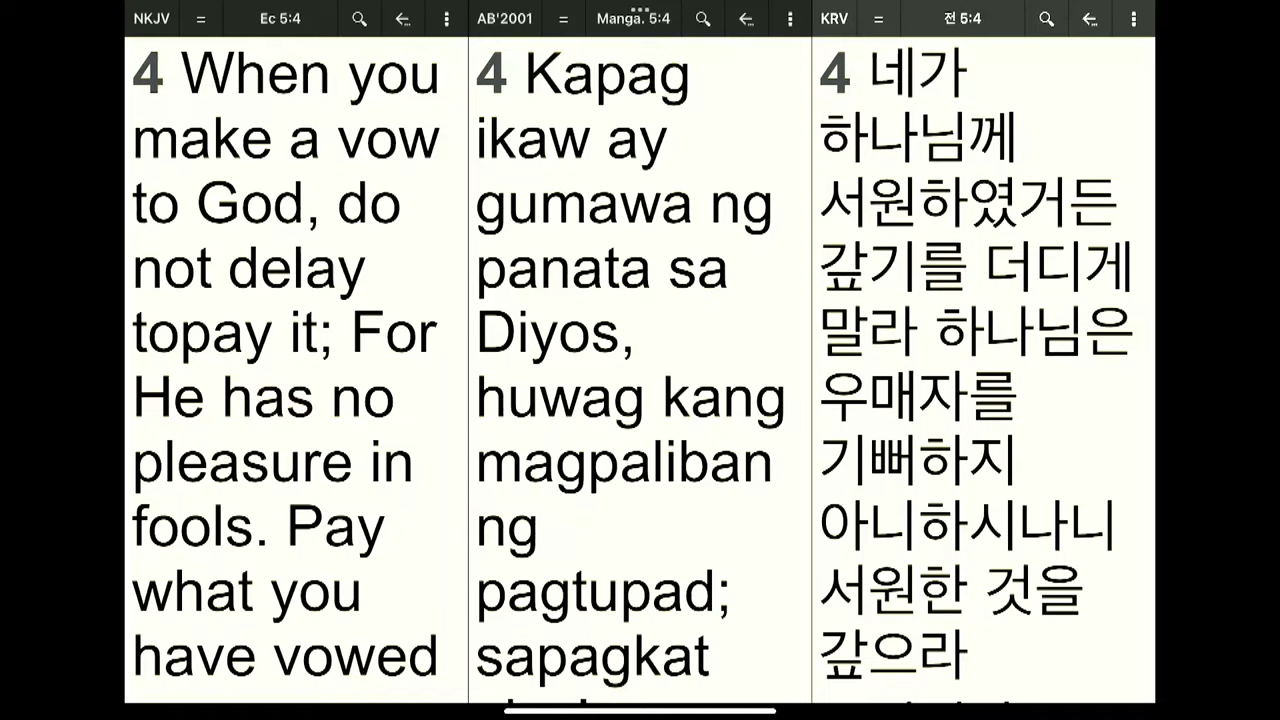 NKJV = Ec 5:4
4 When you
make a vow
to God, do
not delay
topay it; For
He has no
pleasure in
fools. Pay
what you
have vowed
AB'2001 = Manga. 5:4
4 Kapag
ikaw ay
gumawa ng
panata sa
Diyos,
huwag kang
magpaliban
ng
pagtupad;
sapagkat
KRV = 전 5:4
4 네가
하나님께
서원하였거든
갚기를 더디게
말라 하나님은
우매자를
기뻐하지
아니하시나니
서원한 것을
갚으라